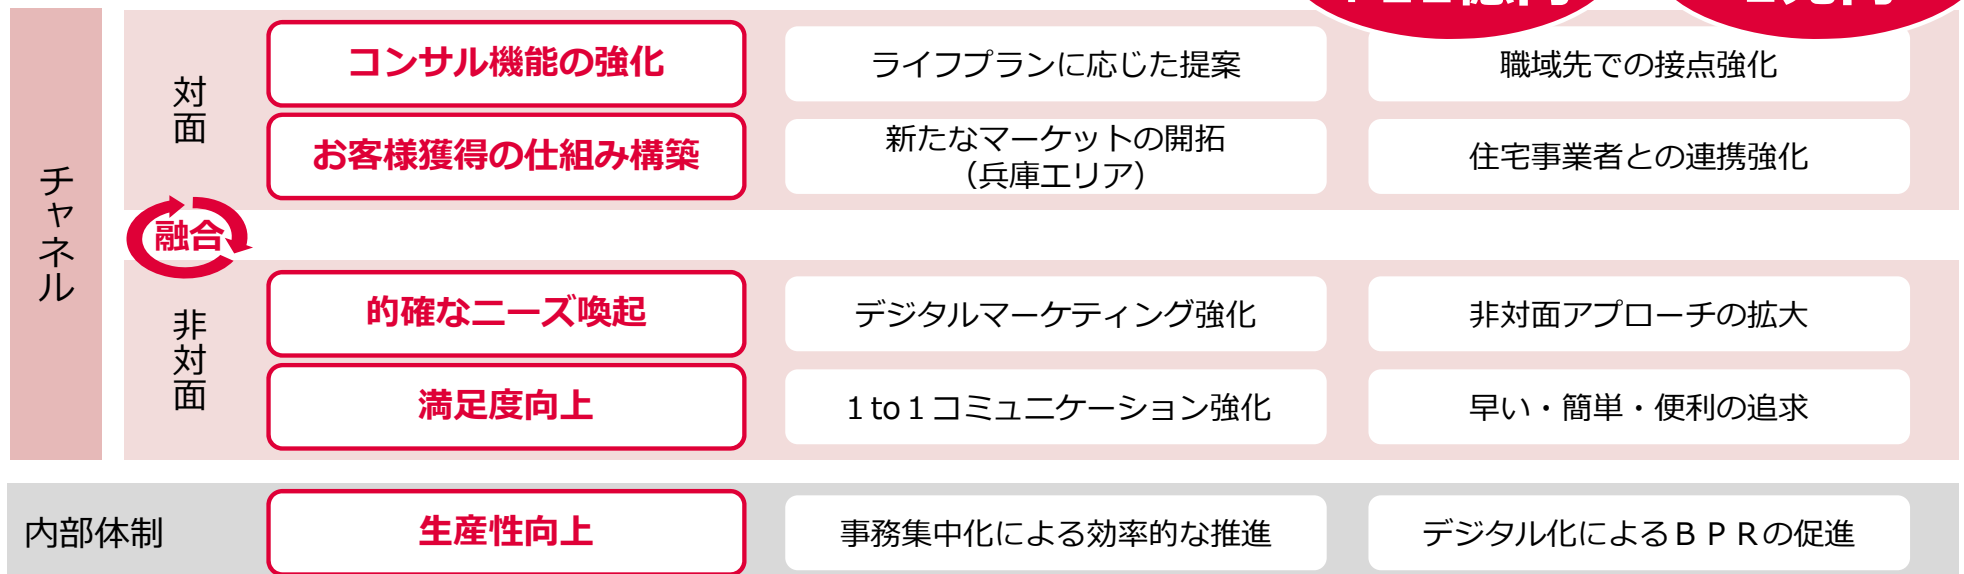 チャネル
対面
コンサル機能の強化
ライフプランに応じた提案
職域先での接点強化
お客様獲得の仕組み構築
新たなマーケットの開拓
（兵庫エリア）
住宅事業者との連携強化
融合
非対面
的確なニーズ喚起
デジタルマーケティング強化
非対面アプローチの拡大
満足度向上
１to１コミュニケーション強化
早い・簡単・便利の追求
内部体制
生産性向上
事務集中化による効率的な推進
デジタル化によるＢＰＲの促進